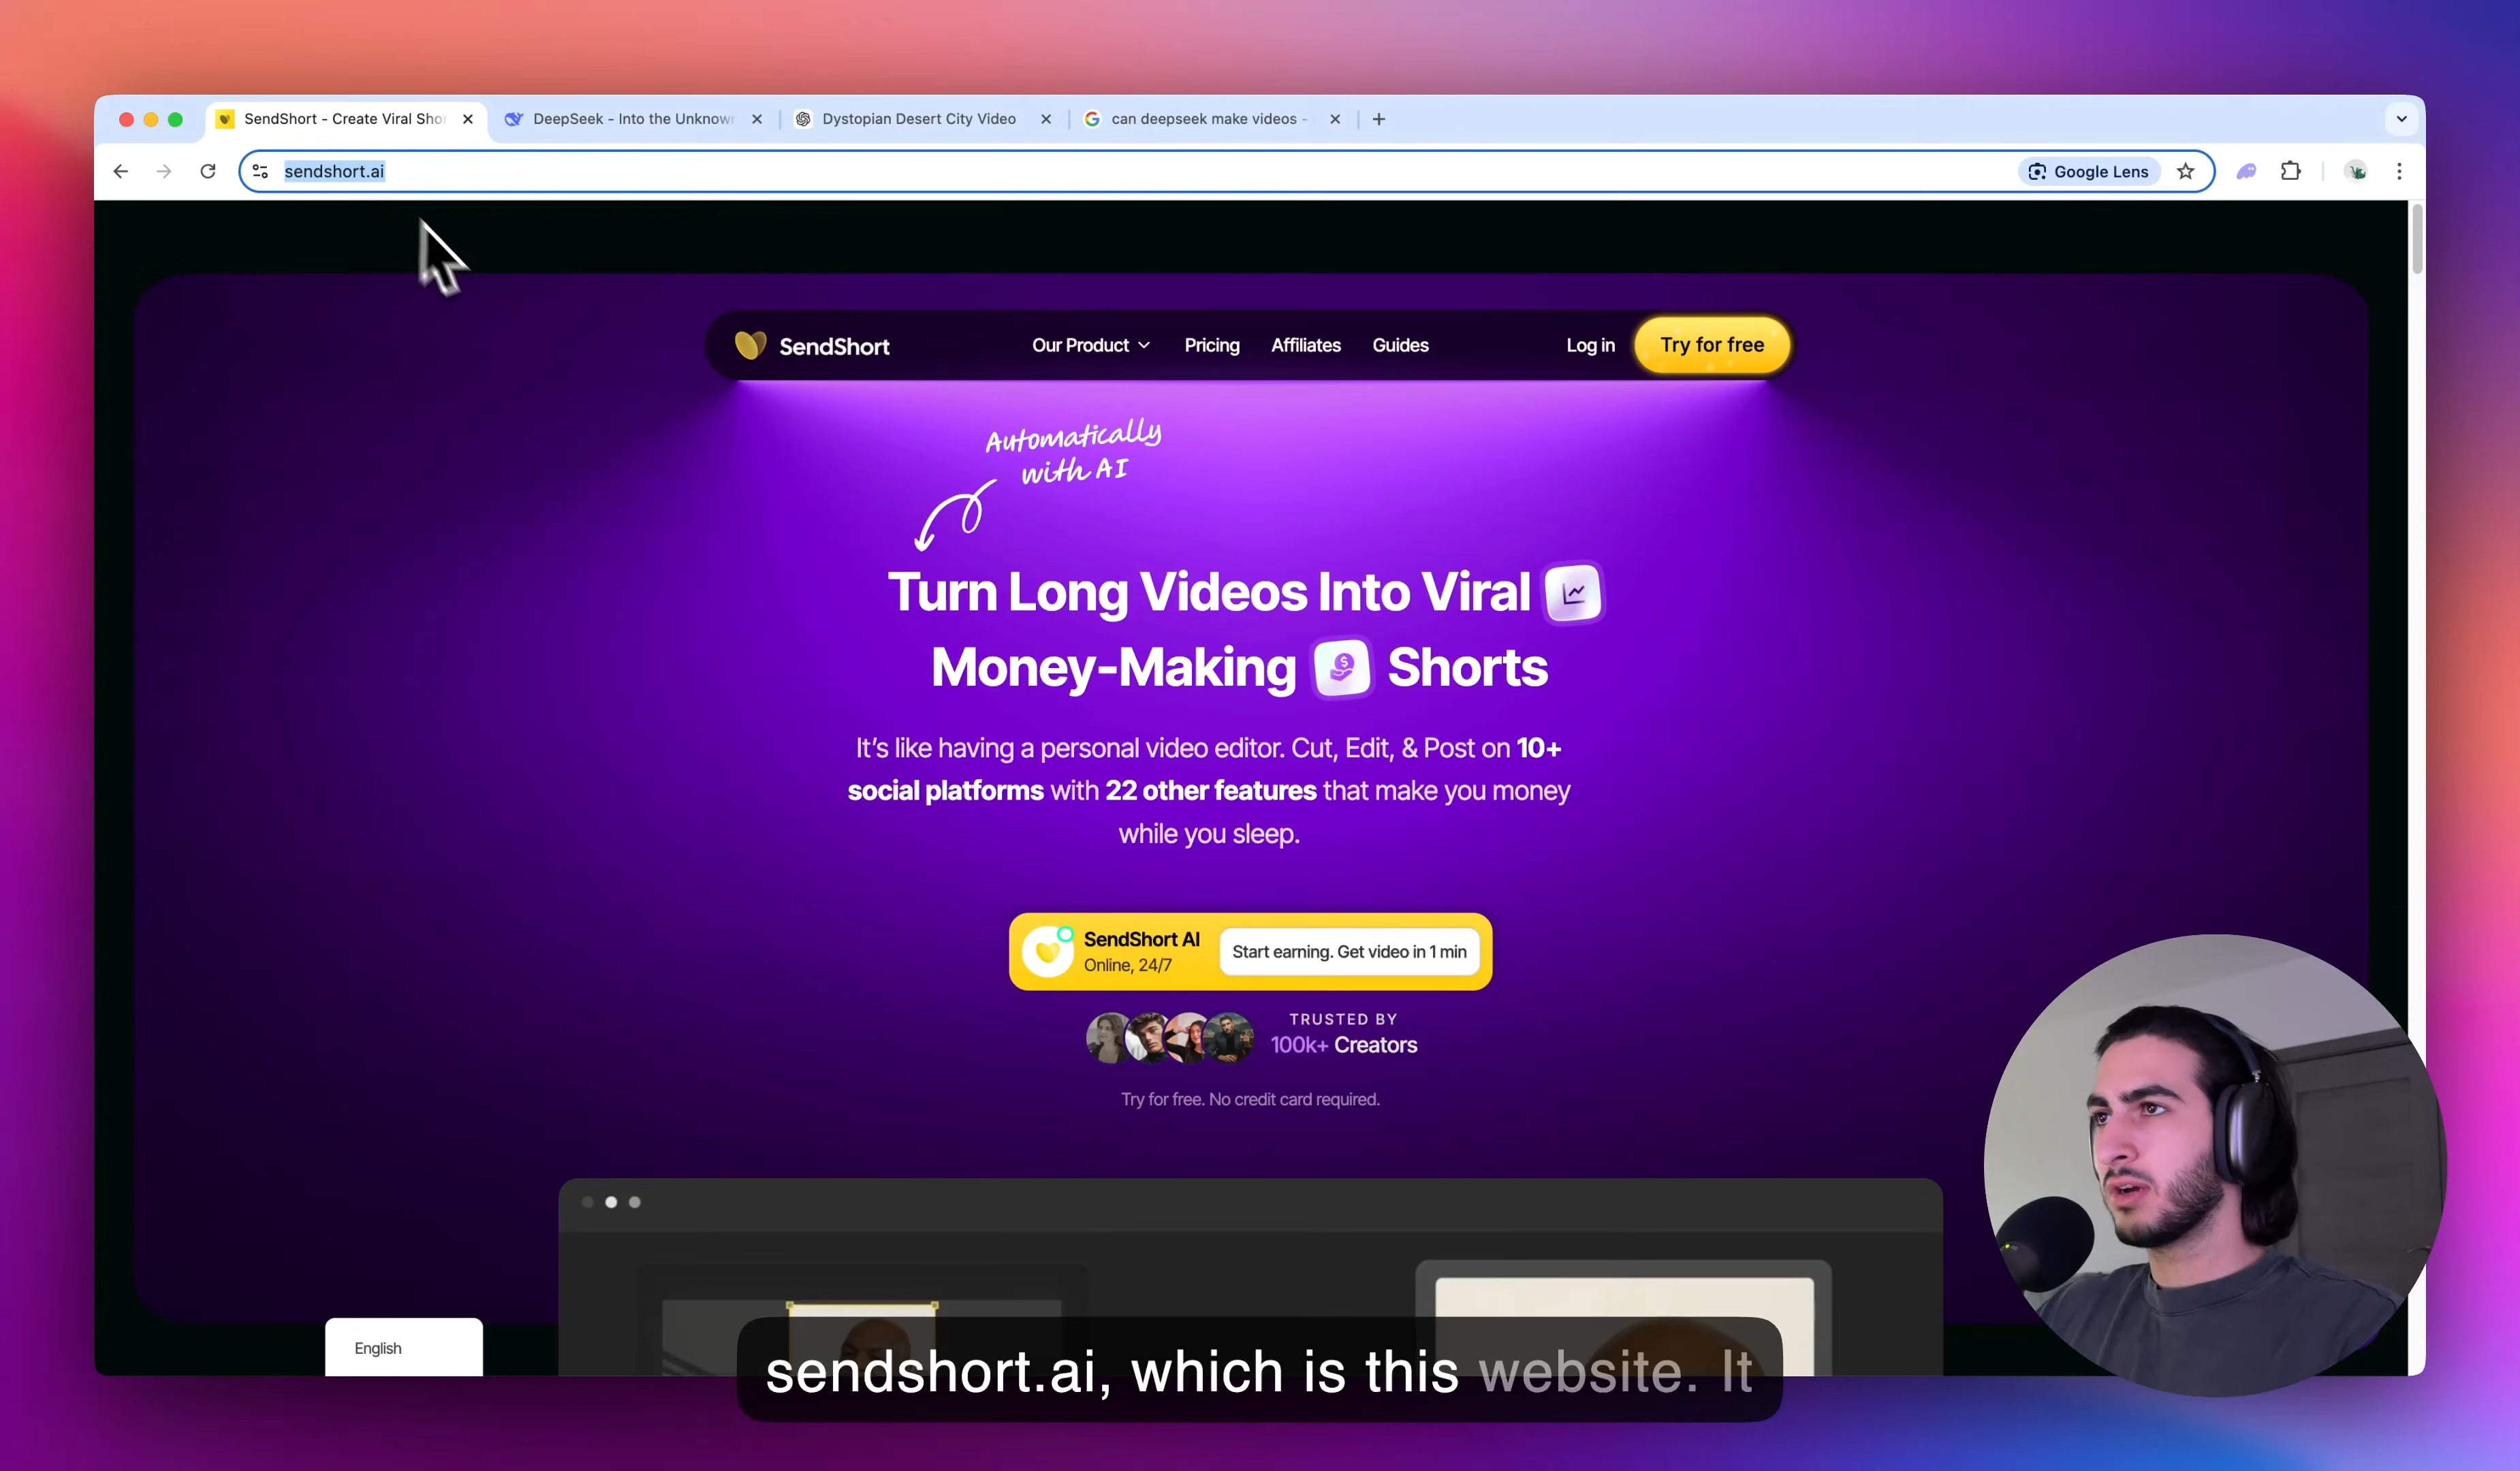 SendShort - Create Viral Shor
DeepSeek - Into the Unknown
Dystopian Desert City Video
can deepseek make videos -
sendshort.ai
Google Lens
SendShort
Our Product
Pricing
Affiliates
Guides
Log in
Try for free
Automatically
with AI
Turn Long Videos Into Viral
Money-Making Shorts
It's like having a personal video editor. Cut, Edit, & Post on 10+
social platforms with 22 other features that make you money
while you sleep.
SendShort AI
Online, 24/7
Start earning. Get video in 1 min
TRUSTED BY
100k+ Creators
Try for free. No credit card required.
English
sendshort.ai, which is this website. It